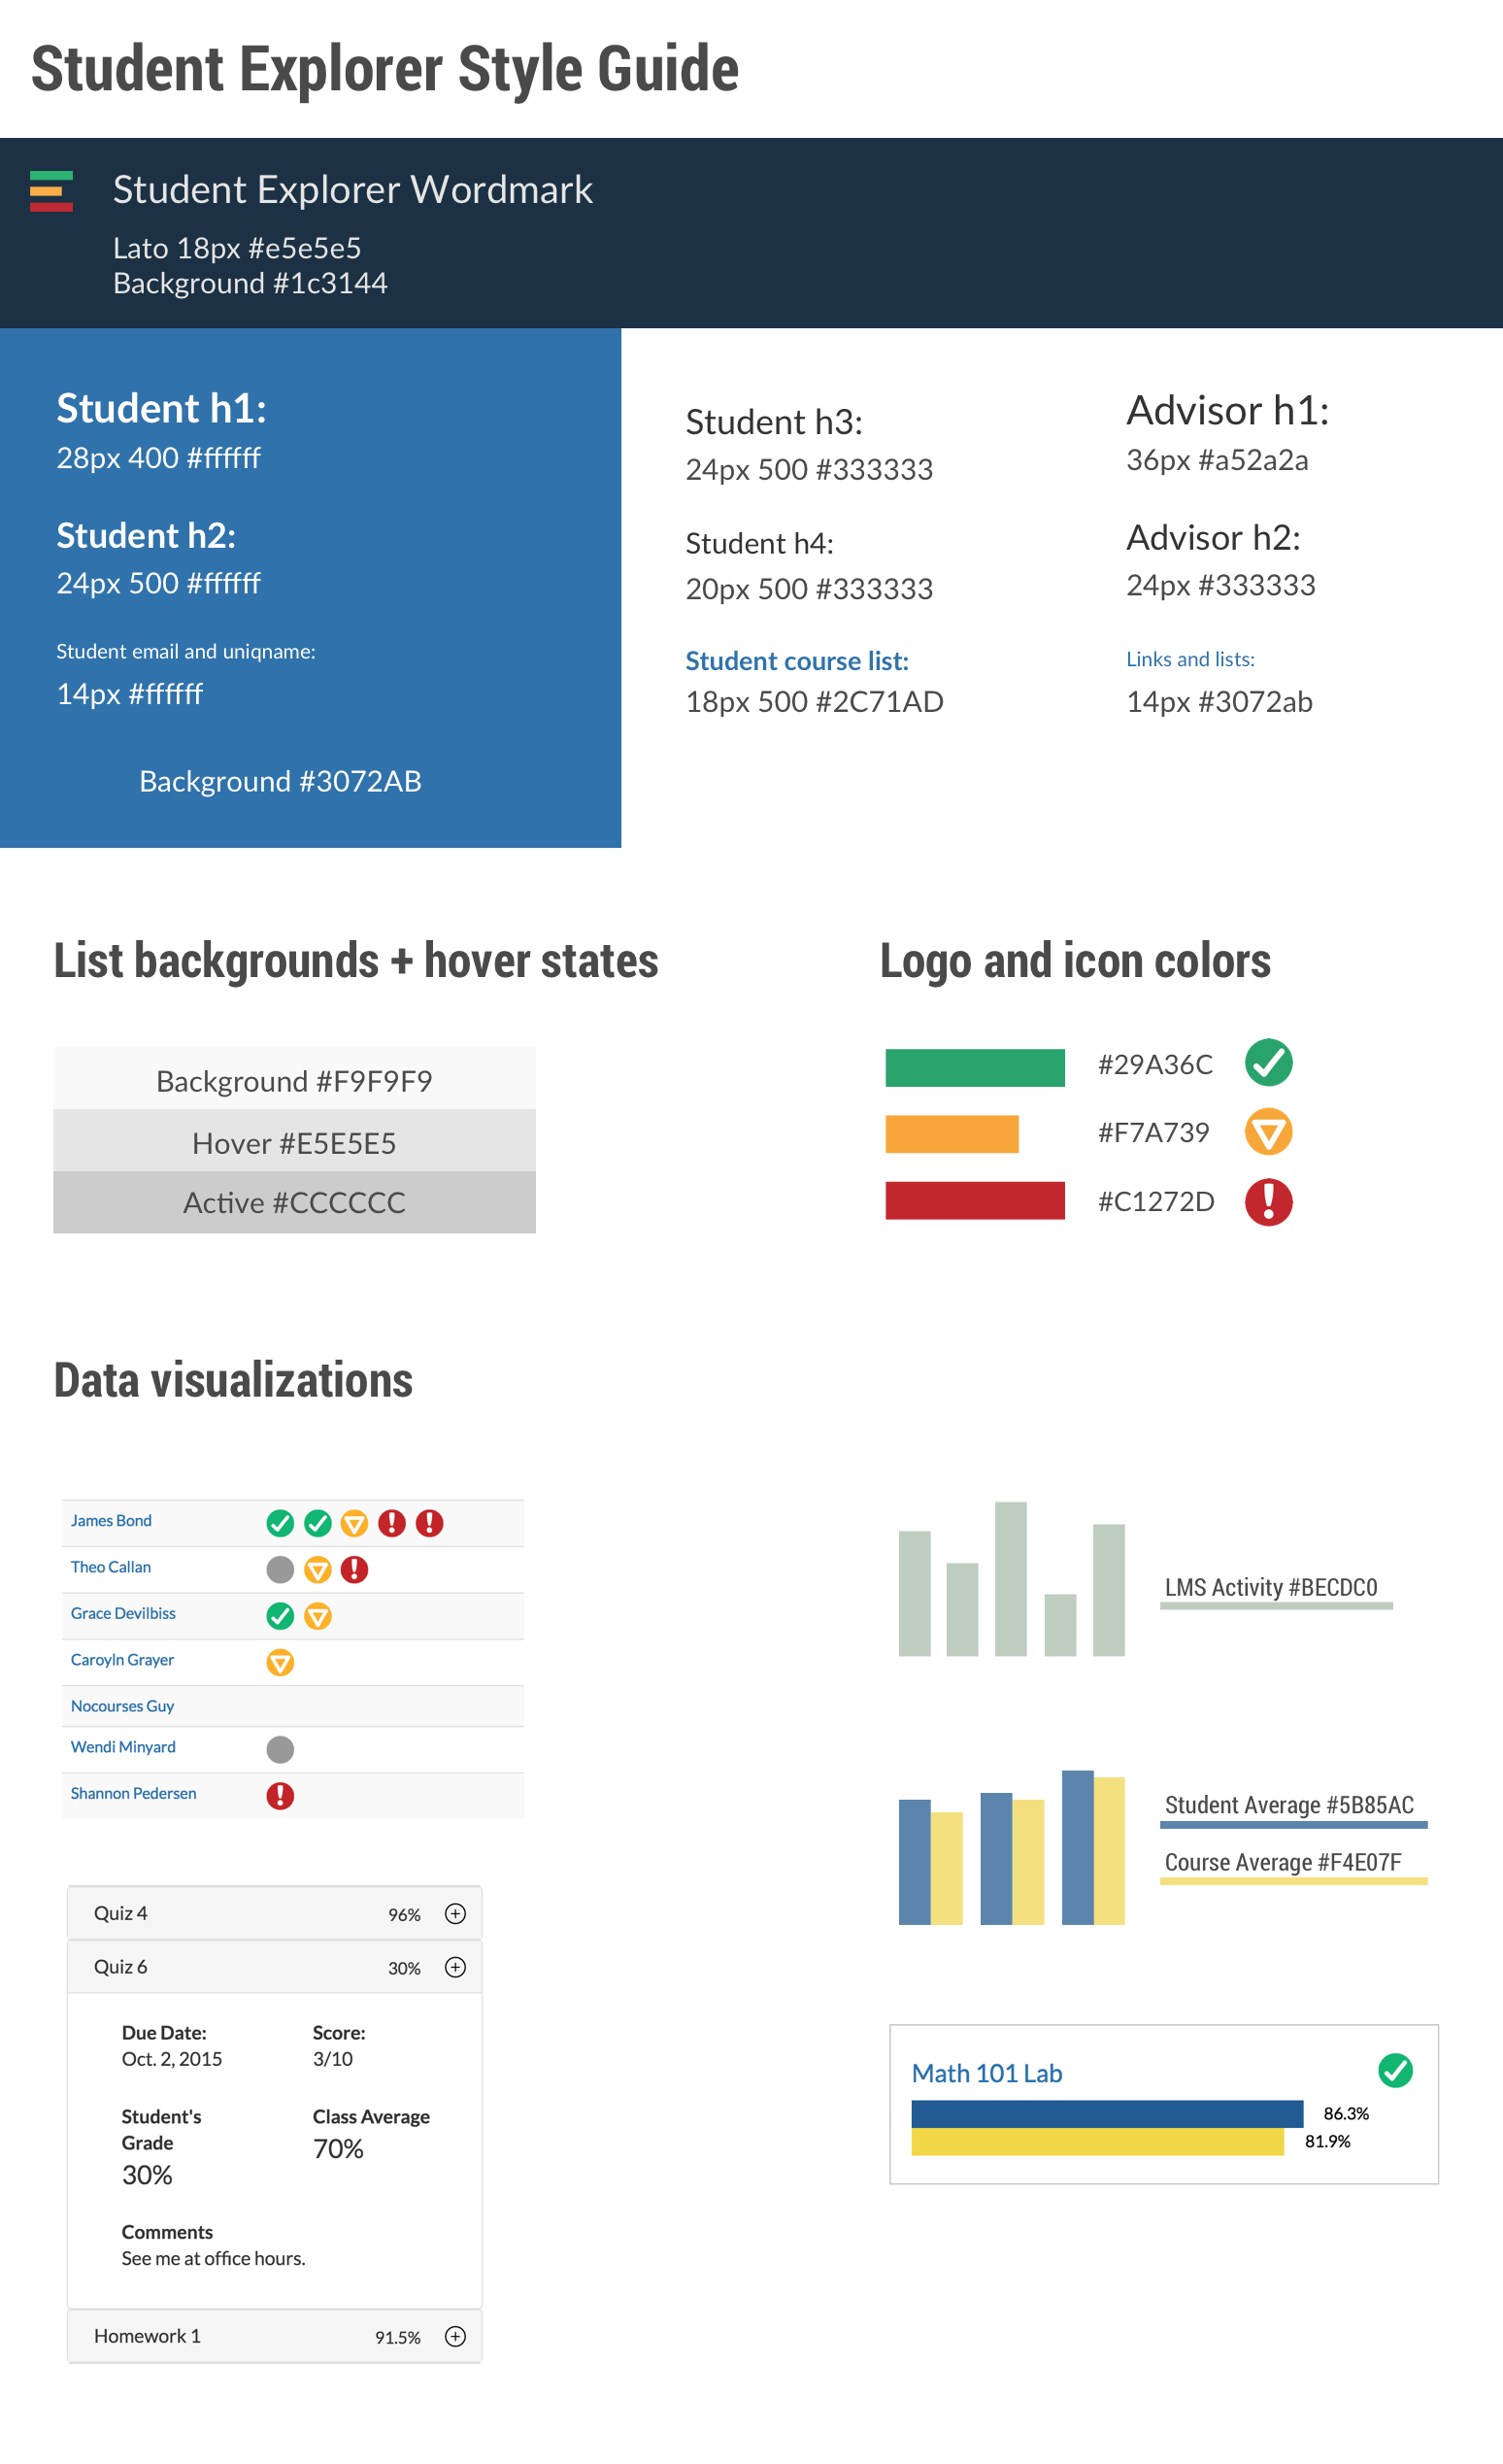 Student Explorer Style Guide
Student Explorer Wordmark
Lato 18px #e5e5e5
Background #1c3144
Student h1:
28px 400 #ffffff
Student h2:
24px 500 #ffffff
Student email and uniqname:
14px #ffffff
Background #3072AB
Student h3:
24px 500 #333333
Student h4:
20px 500 #333333
Student course list:
18px 500 #2C71AD
Advisor h1:
36px #a52a2a
Advisor h2:
24px #333333
Links and lists:
14px #3072ab
List backgrounds + hover states
Background #F9F9F9
Hover #E5E5E5
Active #CCCCCC
Logo and icon colors
#29A36C
#F7A739
#C1272D
Data visualizations
James Bond
Theo Callan
Grace Devilbiss
Caroyln Grayer
Nocourses Guy
Wendi Minyard
Shannon Pedersen
Quiz 4 96%
Quiz 6 30%
Due Date:
Oct. 2, 2015
Score:
3/10
Student's
Grade
30%
Class Average
70%
Comments
See me at office hours.
Homework 1 91.5%
LMS Activity #BECDC0
Student Average #5B85AC
Course Average #F4E07F
Math 101 Lab
86.3%
81.9%